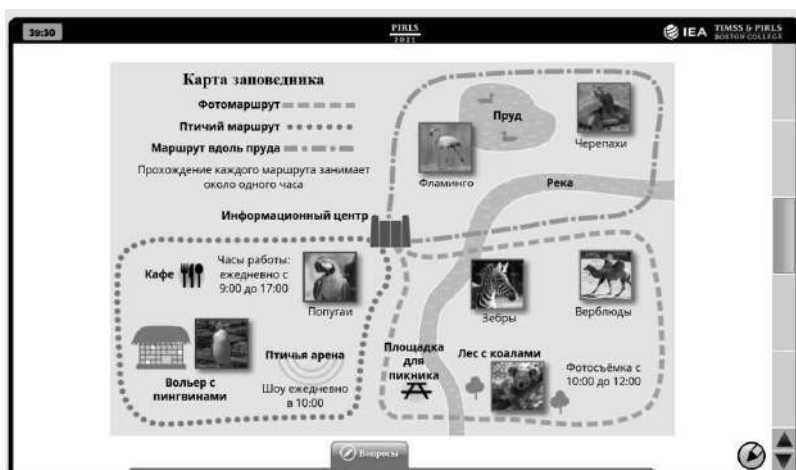 39:30
PIRLS
2021
IEA
TIMSS & PIRLS
BOSTON COLLEGE
Карта заповедника
Фотомаршрут
Птичий маршрут
Маршрут вдоль пруда
Прохождение каждого маршрута занимает
около одного часа
Пруд
Черепахи
Фламинго
Река
Информационный центр
Кафе
Часы работы:
ежедневно с
9:00 до 17:00
Попугаи
Зебры
Верблюды
Вольер с
пингвинами
Птичья арена
Шоу ежедневно
в 10:00
Площадка
для
пикника
Лес с коалами
Фотосъёмка с
10:00 до 12:00
Вопросы